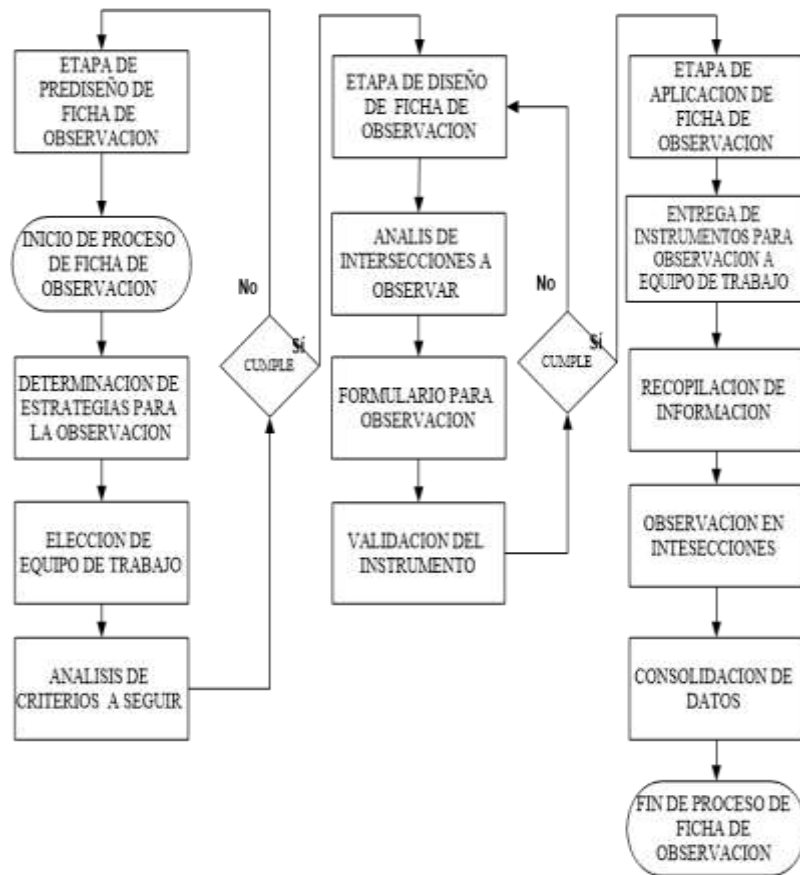 ETAPA DE
PREDISEÑO DE
FICHA DE
OBSERVACION
INICIO DE PROCESO
DE FICHA DE
OBSERVACION
DETERMINACION DE
ESTRATEGIAS PARA
LA OBSERVACION
ELECCION DE
EQUIPO DE TRABAJO
ANALISIS DE
CRITERIOS A SEGUIR
No
Sí
CUMPLE
ETAPA DE DISEÑO
DE FICHA DE
OBSERVACION
ANALIS DE
INTERSECCIONES A
OBSERVAR
FORMULARIO PARA
OBSERVACION
VALIDACION DEL
INSTRUMENTO
No
Sí
CUMPLE
ETAPA DE
APLICACION DE
FICHA DE
OBSERVACION
ENTREGA DE
INSTRUMENTOS PARA
OBSERVACION A
EQUIPO DE TRABAJO
RECOPILACION DE
INFORMACION
OBSERVACION EN
INTESECCIONES
CONSOLIDACION DE
DATOS
FIN DE PROCESO DE
FICHA DE
OBSERVACION